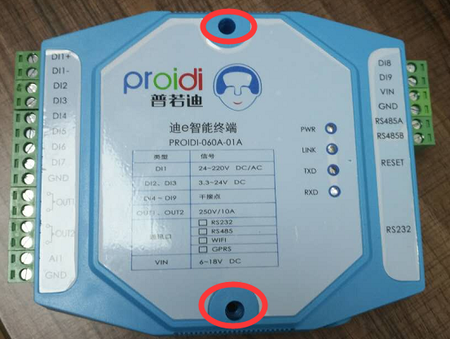 DI1+
DI1-
DI2
DI3
DI4
DI5
DI6
DI7
GND
OUT1
OUT2
AI1
GND
proidi
普若迪
迪e智能终端
PROIDI-060A-01A
类型 信号
DI1 24-220V DC/AC
DI2、DI3 3.3-24V DC
DI4-DI9 干接点
OUT1、OUT2 250V/10A
通接口
RS232
RS485
WIFI
GPRS
VIN 6-18V DC
PWR
LINK
TXD
RXD
DI8
DI9
VIN
GND
RS485A
RS485B
RESET
RS232